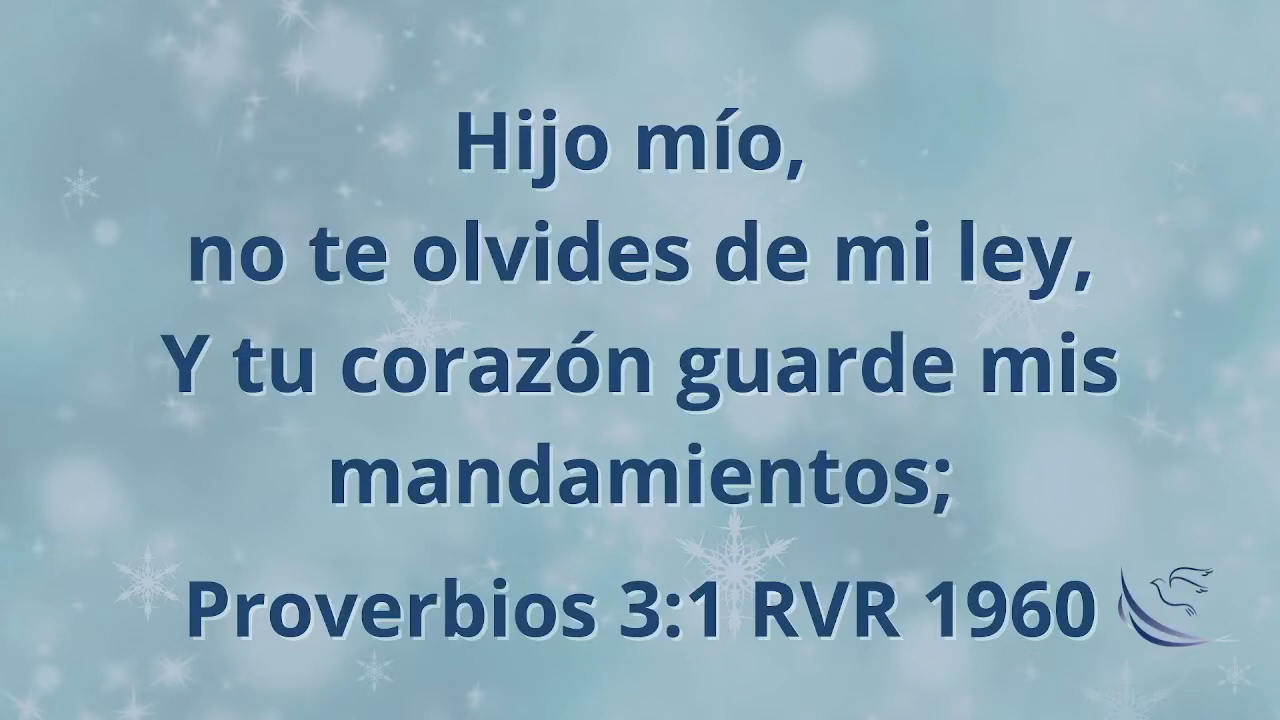 Hijo mío,
no te olvides de mi ley,
Y tu corazón guarde mis
mandamientos;
Proverbios 3:1 RVR 1960